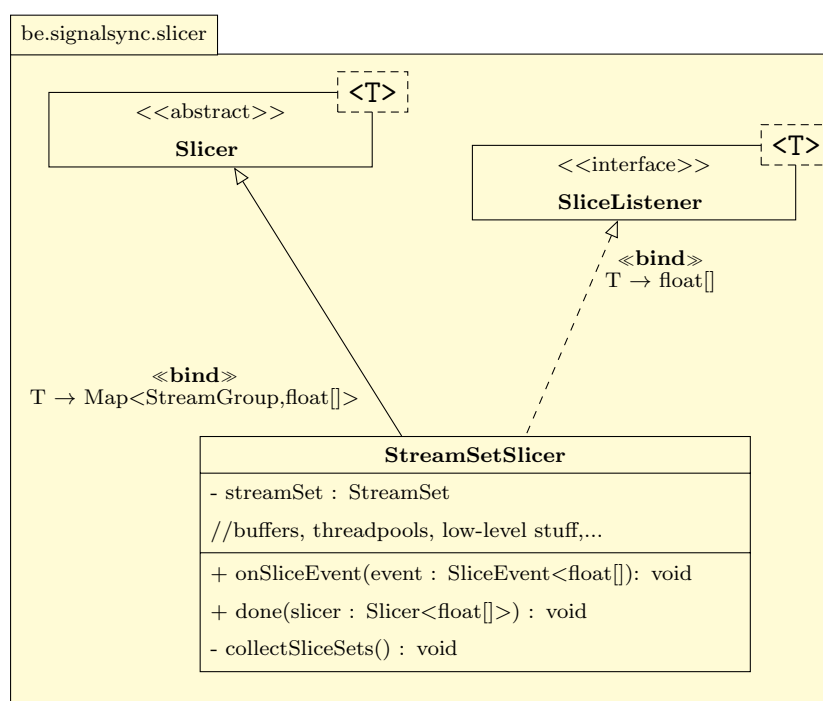 be.signalsync.slicer
<T>
<<abstract>>
Slicer
<T>
<<interface>>
SliceListener
≪bind≫
T → float[]
≪bind≫
T → Map<StreamGroup,float[]>
StreamSetSlicer
- streamSet : StreamSet
//buffers, threadpools, low-level stuff,...
+ onSliceEvent(event : SliceEvent<float[]): void
+ done(slicer : Slicer<float[]>) : void
- collectSliceSets() : void